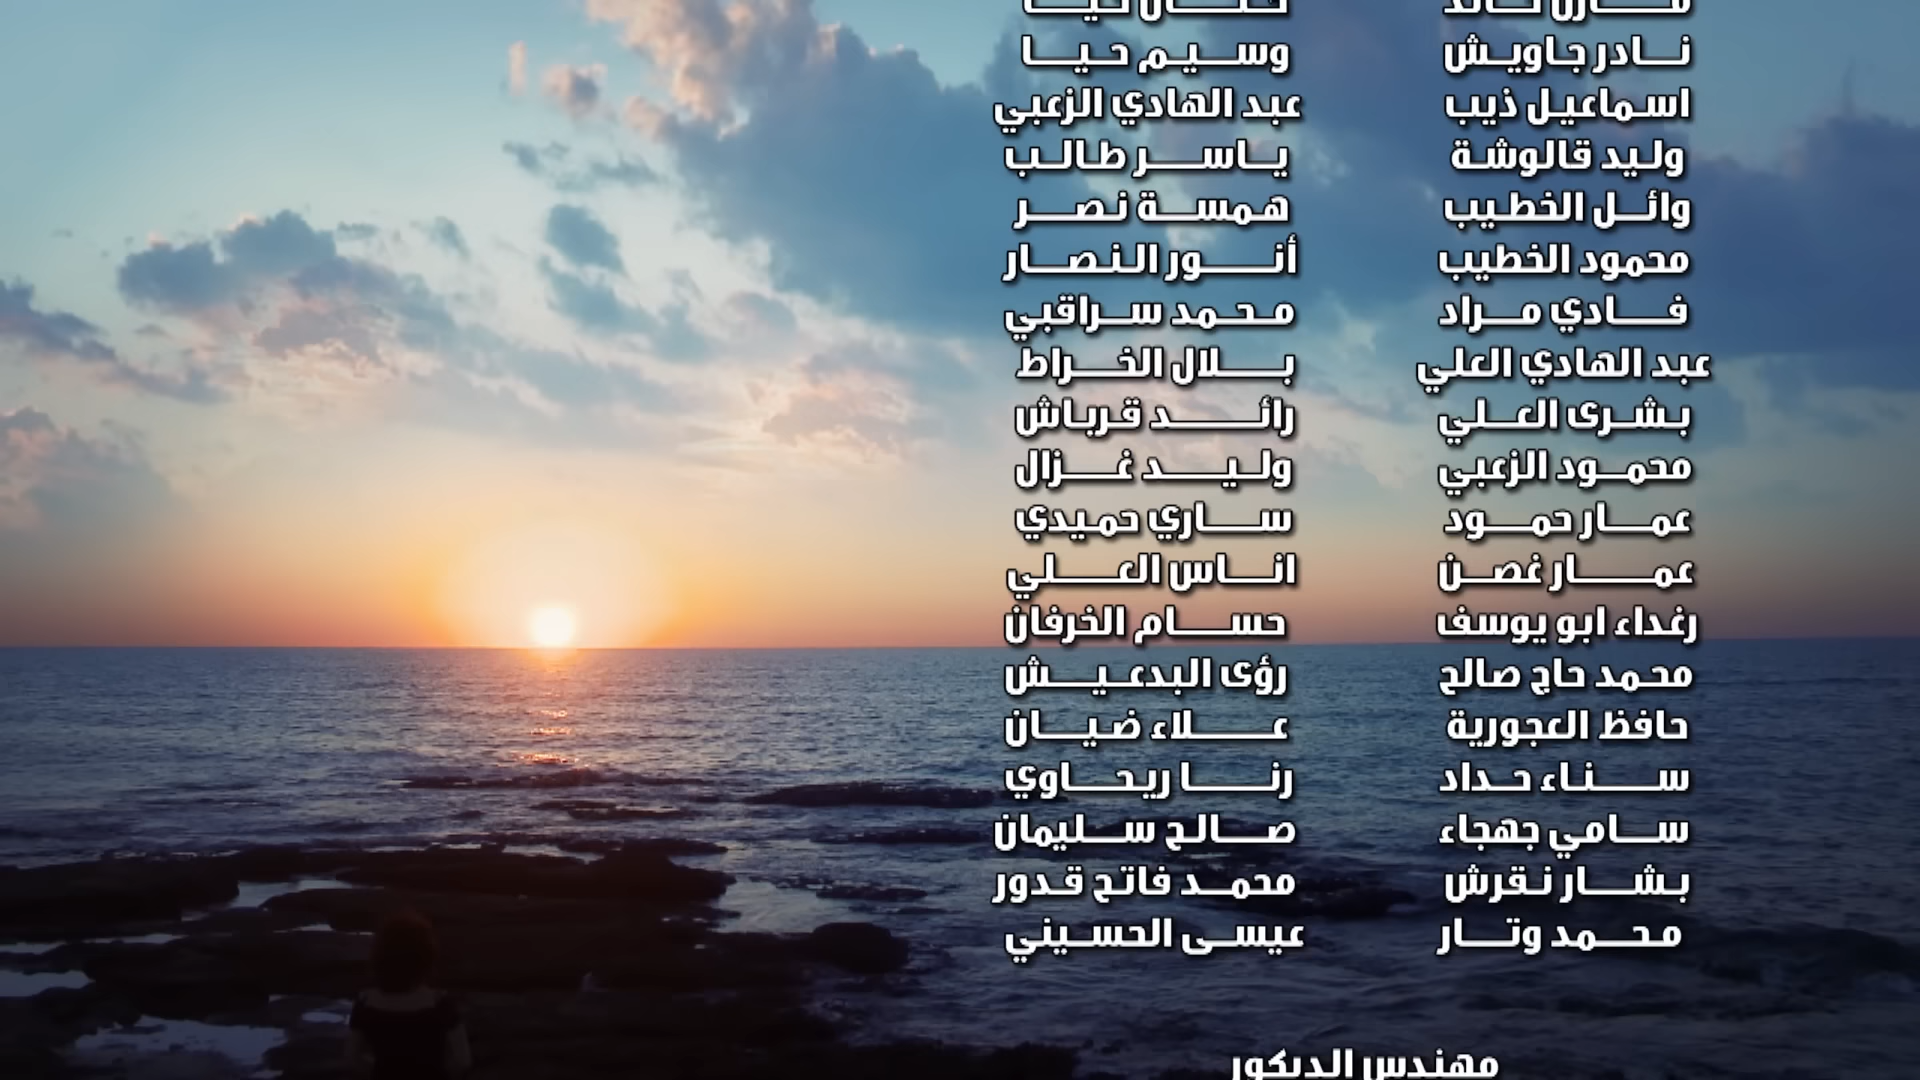 نادر جاويش وسيم حيا
اسماعيل ذيب عبد الهادي الزعبي
وليد قالوشة ياسر طالب
وائل الخطيب همسة نصر
محمود الخطيب أنور النصار
فادي مراد محمد سراقبي
عبد الهادي العلي بلال الخراط
بشرى العلي رائد قرباش
محمود الزعبي وليد غزال
عمار حمود ساري حميدي
عمار غصن اناس العلي
رغداء ابو يوسف حسام الخرفان
محمد حاج صالح رؤى البدعيش
حافظ العجورية علاء ضيان
سناء حداد رنا ريحاوي
سامي جهجاء صالح سليمان
بشار نقرش محمد فاتح قدور
محمد وتار عيسى الحسيني
مهندس الديكور